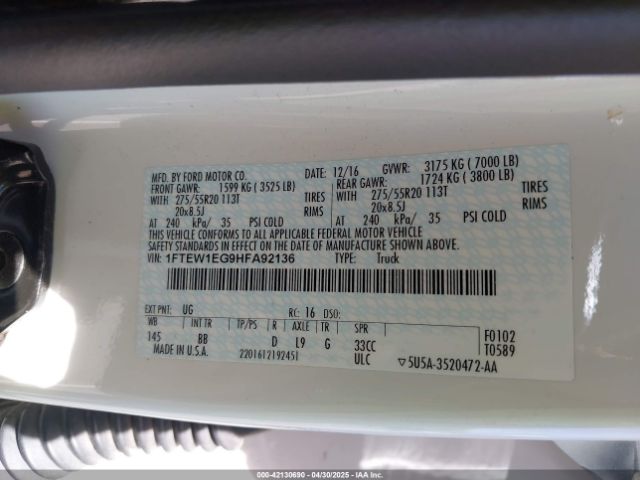 MFD. BY FORD MOTOR CO. DATE: 12/16 GVWR: 3175 KG ( 7000 LB)
FRONT GAWR: 1599 KG ( 3525 LB) REAR GAWR: 1724 KG ( 3800 LB)
WITH 275/55R20 113T TIRES WITH 275/55R20 113T TIRES
20x8.5J RIMS 20x8.5J RIMS
AT 240 kPa/ 35 PSI COLD AT 240 kPa/ 35 PSI COLD
THIS VEHICLE CONFORMS TO ALL APPLICABLE FEDERAL MOTOR VEHICLE
SAFETY STANDARDS IN EFFECT ON THE DATE OF MANUFACTURE SHOWN ABOVE.
VIN: 1FTEW1EG9HFA92136 TYPE: Truck
EXT PNT: UG RC: 16 DSO:
WB INT TR TP/PS R AXLE TR SPR F0102
145 BB D L9 G 33CC T0589
MADE IN U.S.A. 220161219245I ULC ▽5U5A-3520472-AA
000-42130690 - 04/30/2025 - IAAI.COM